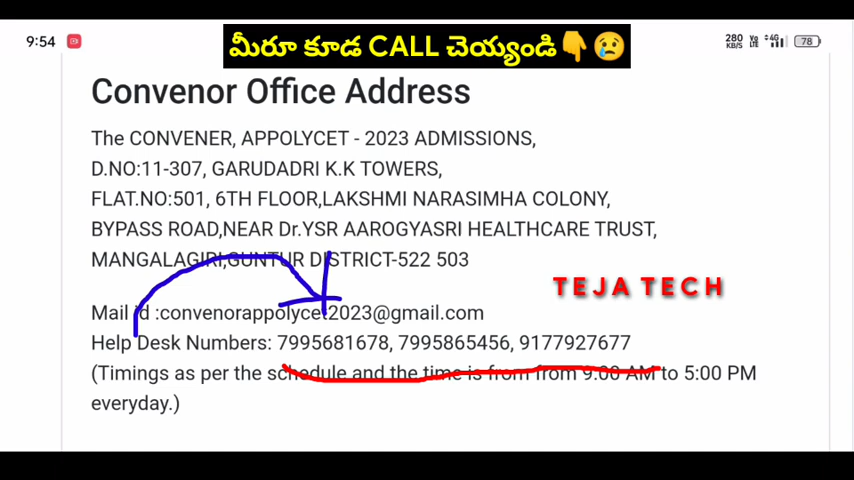 9:54
మీరూ కూడ CALL చెయ్యండి👇😢
280 KB/S Vo LTE 4G 78
Convenor Office Address
The CONVENER, APPOLYCET - 2023 ADMISSIONS,
D.NO:11-307, GARUDADRI K.K TOWERS,
FLAT.NO:501, 6TH FLOOR,LAKSHMI NARASIMHA COLONY,
BYPASS ROAD,NEAR Dr.YSR AAROGYASRI HEALTHCARE TRUST,
MANGALAGIRI,GUNTUR DISTRICT-522 503
TEJA TECH
Mail id :convenorappolycet2023@gmail.com
Help Desk Numbers: 7995681678, 7995865456, 9177927677
(Timings as per the schedule and the time is from from 9.00 AM to 5:00 PM
everyday.)